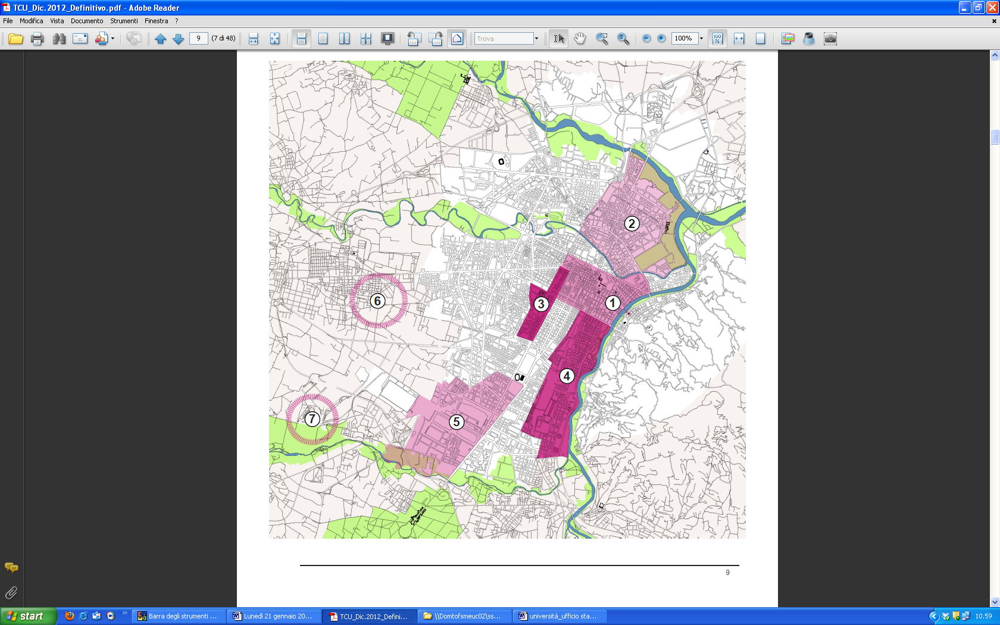 TCU_Dic.2012_Definitivo.pdf - Adobe Reader
File Modifica Vista Documento Strumenti Finestra ?
9 (7 di 48) Trova 100%
2
3
1
6
4
7
5
9
start Barra degli strumenti ... Lunedì 21 gennaio 20... TCU_Dic.2012_Defini... \\Domtofsmeuc02\ss... università_ufficio sta... 10.59